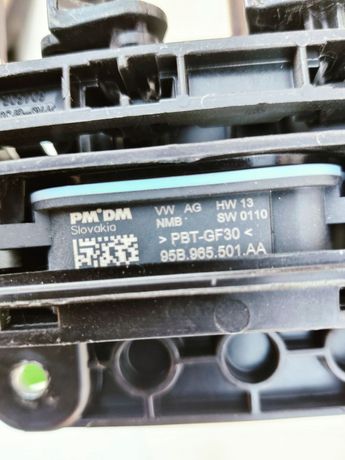 PM DM
Slovakia
VW AG HW 13
NMB SW 0110
> PBT-GF30 <
95B.965.501.AA